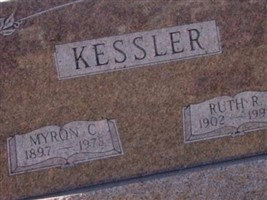 KESSLER
MYRON C.
1897 - 1975
RUTH R.
1902 -